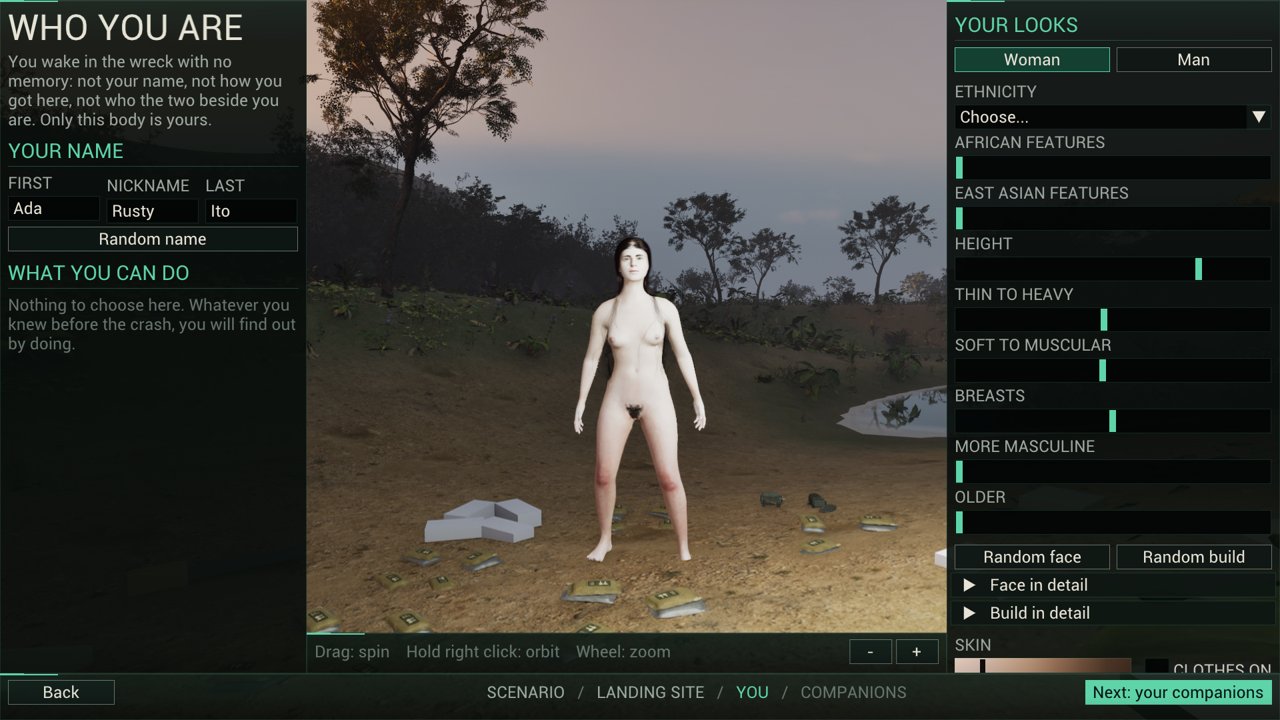 WHO YOU ARE
You wake in the wreck with no
memory: not your name, not how you
got here, not who the two beside you
are. Only this body is yours.
YOUR NAME
FIRST
NICKNAME
LAST
Ada
Rusty
Ito
Random name
WHAT YOU CAN DO
Nothing to choose here. Whatever you
knew before the crash, you will find out
by doing.
Drag: spin
Hold right click: orbit
Wheel: zoom
-
+
YOUR LOOKS
Woman
Man
ETHNICITY
Choose...
AFRICAN FEATURES
EAST ASIAN FEATURES
HEIGHT
THIN TO HEAVY
SOFT TO MUSCULAR
BREASTS
MORE MASCULINE
OLDER
Random face
Random build
Face in detail
Build in detail
SKIN
CLOTHES ON
Back
SCENARIO / LANDING SITE / YOU / COMPANIONS
Next: your companions